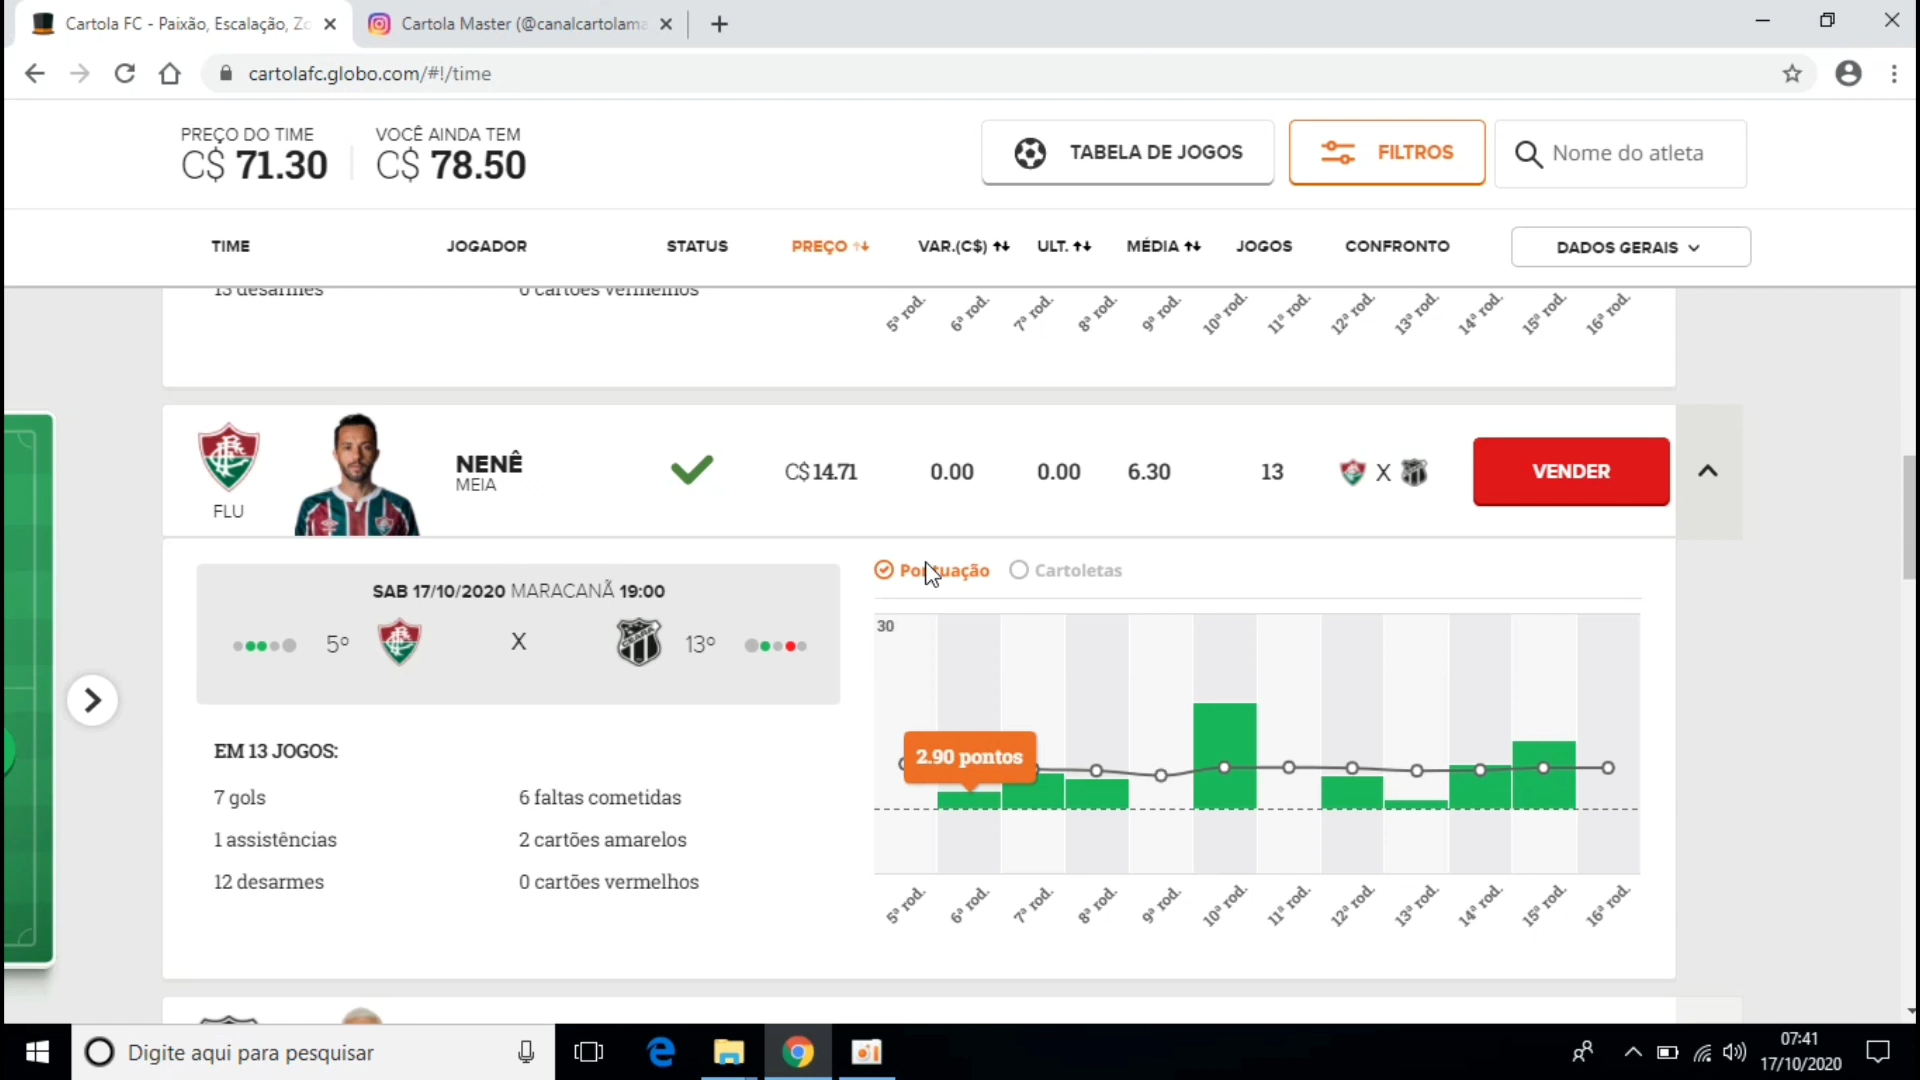 Cartola FC - Paixão, Escalação, Zo
Cartola Master (@canalcartolama
cartolafc.globo.com/#!/time
PREÇO DO TIME
C$ 71.30
VOCÊ AINDA TEM
C$ 78.50
TABELA DE JOGOS
FILTROS
Nome do atleta
TIME JOGADOR STATUS PREÇO VAR.(C$) ULT. MÉDIA JOGOS CONFRONTO DADOS GERAIS
13 desarmes 0 cartões vermelhos
5ª rod. 6ª rod. 7ª rod. 8ª rod. 9ª rod. 10ª rod. 11ª rod. 12ª rod. 13ª rod. 14ª rod. 15ª rod. 16ª rod.
FLU
NENÊ
MEIA
C$ 14.71 0.00 0.00 6.30 13 X VENDER
SAB 17/10/2020 MARACANÃ 19:00
5º X CEARÁ 13º
Pontuação Cartoletas
30
2.90 pontos
EM 13 JOGOS:
7 gols 6 faltas cometidas
1 assistências 2 cartões amarelos
12 desarmes 0 cartões vermelhos
5ª rod. 6ª rod. 7ª rod. 8ª rod. 9ª rod. 10ª rod. 11ª rod. 12ª rod. 13ª rod. 14ª rod. 15ª rod. 16ª rod.
Digite aqui para pesquisar
07:41
17/10/2020